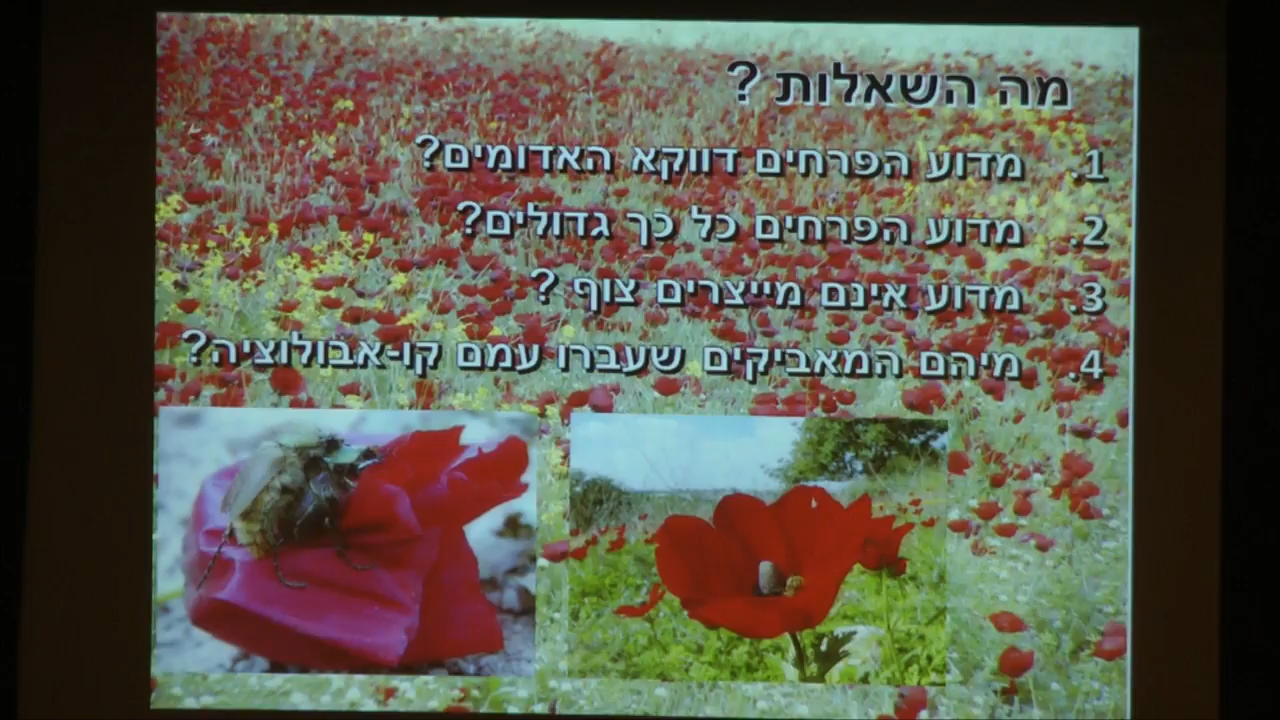 מה השאלות ?
1. מדוע הפרחים דווקא האדומים?
2. מדוע הפרחים כל כך גדולים?
3. מדוע אינם מייצרים צוף ?
4. מיהם המאביקים שעברו עמם קו-אבולוציה?